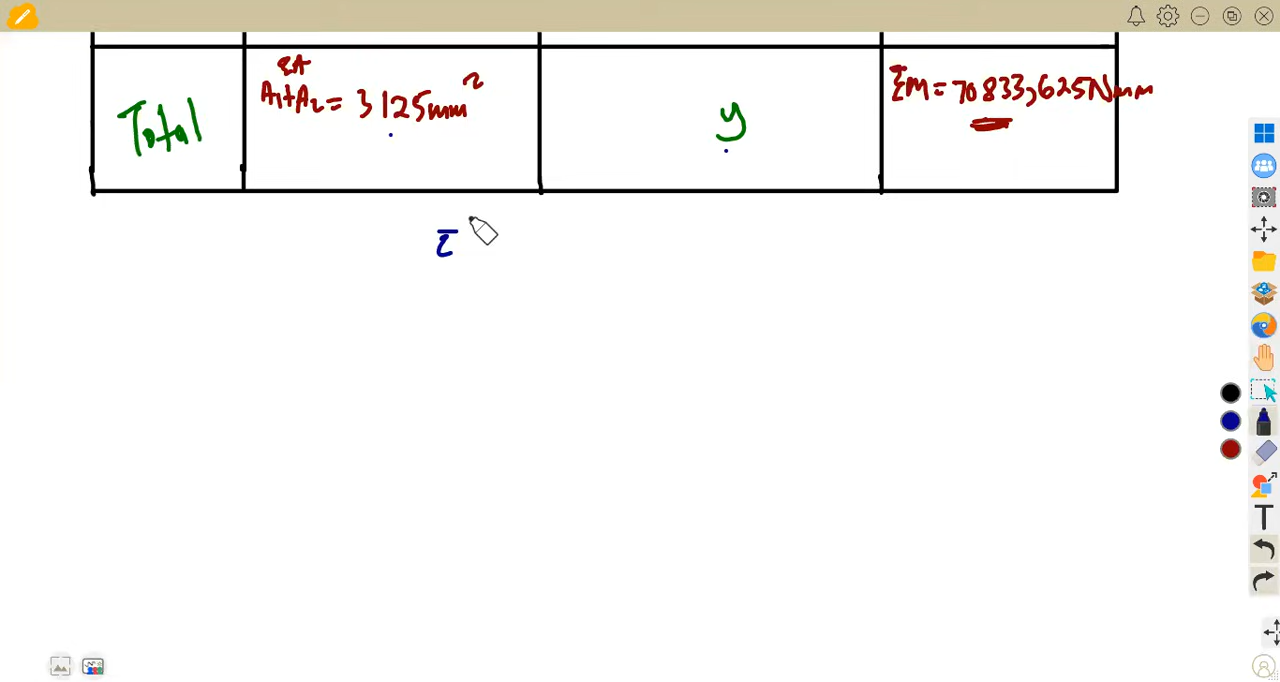 ΣA
Total
A1+A2 = 3125mm²
y
ΣM = 70833,625Nmm
Σ
T